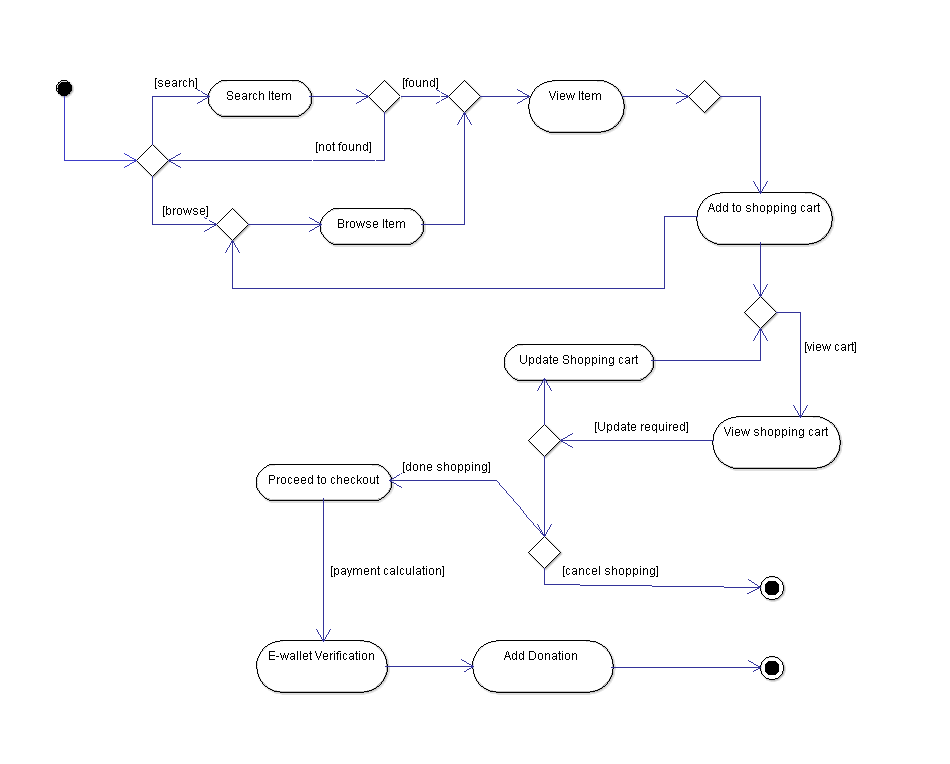 [search]
Search Item
[found]
View Item
[not found]
[browse]
Browse Item
Add to shopping cart
[view cart]
Update Shopping cart
[Update required]
View shopping cart
[done shopping]
Proceed to checkout
[cancel shopping]
[payment calculation]
E-wallet Verification
Add Donation